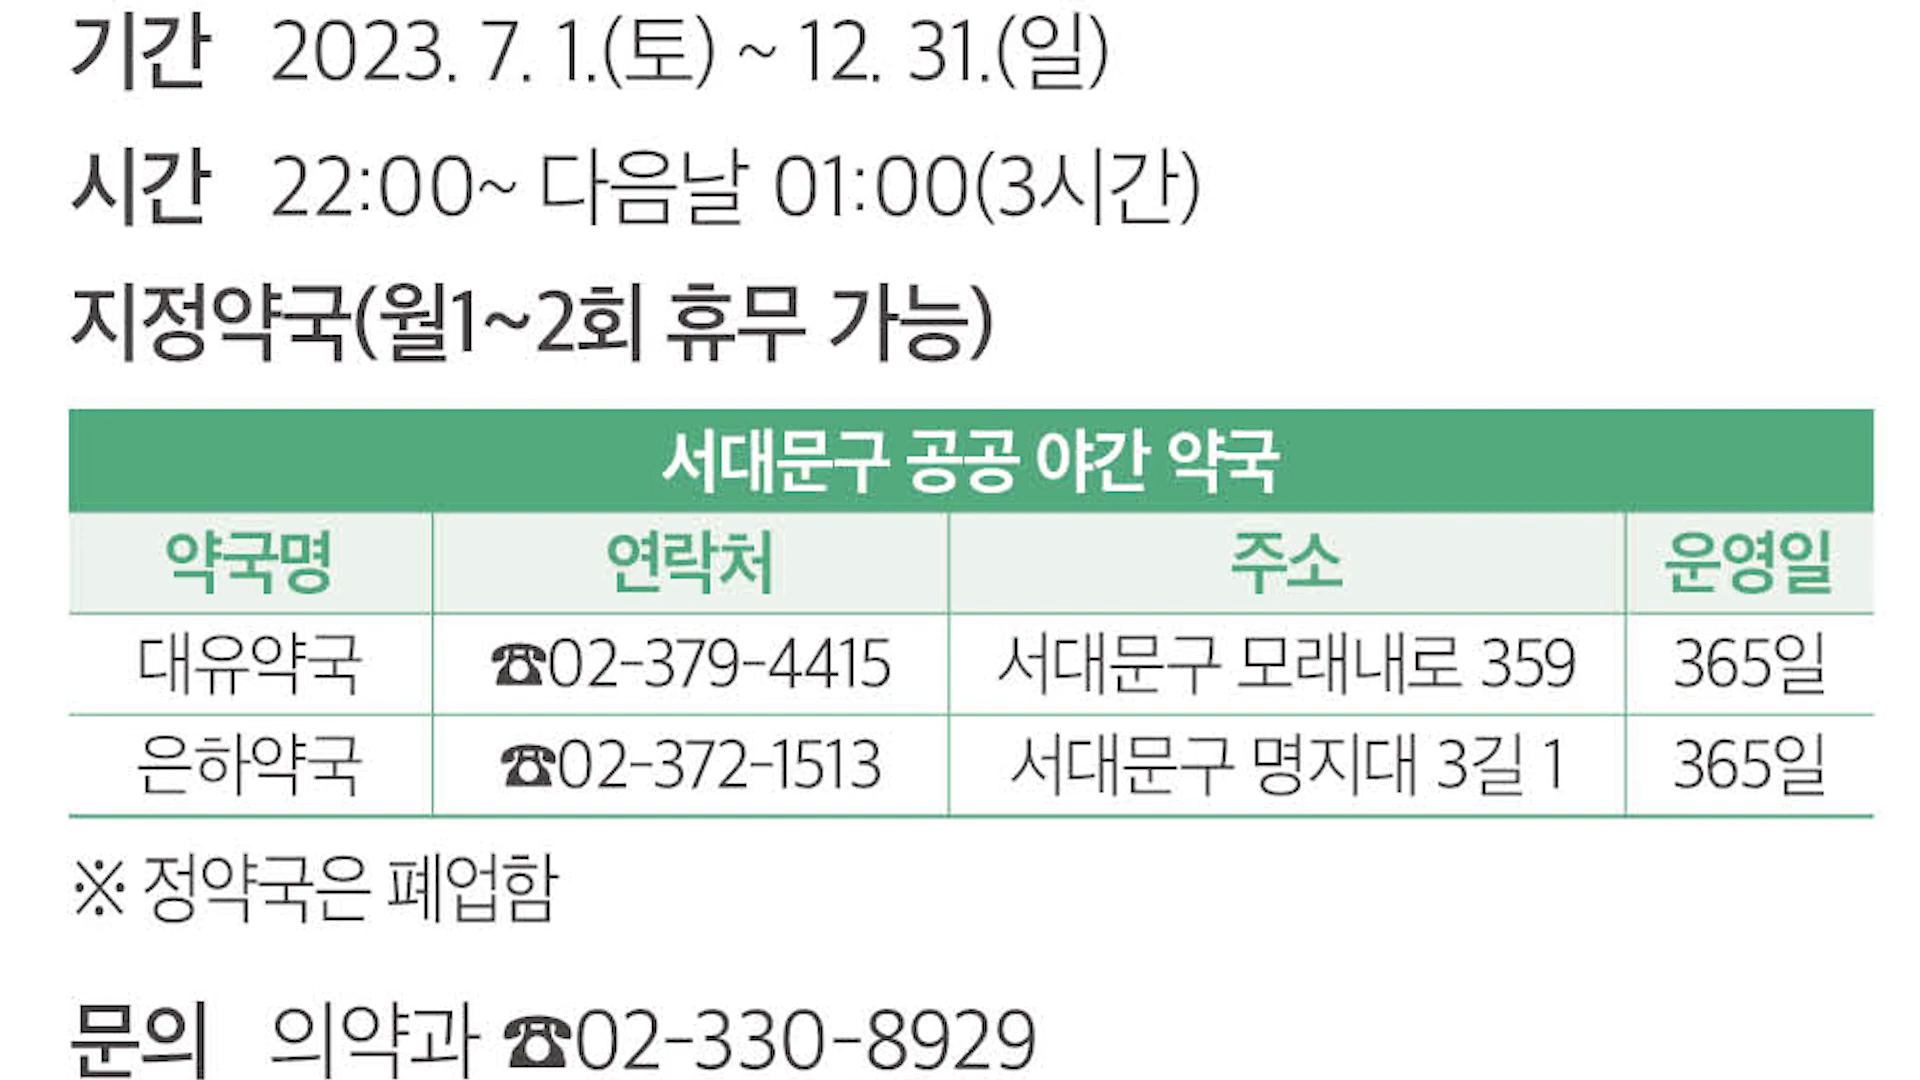 기간 2023. 7. 1.(토) ~ 12. 31.(일)
시간 22:00~ 다음날 01:00(3시간)
지정약국(월1~2회 휴무 가능)
서대문구 공공 야간 약국
약국명 연락처 주소 운영일
대유약국 ☎02-379-4415 서대문구 모래내로 359 365일
은하약국 ☎02-372-1513 서대문구 명지대 3길 1 365일
※ 정약국은 폐업함
문의 의약과 ☎02-330-8929